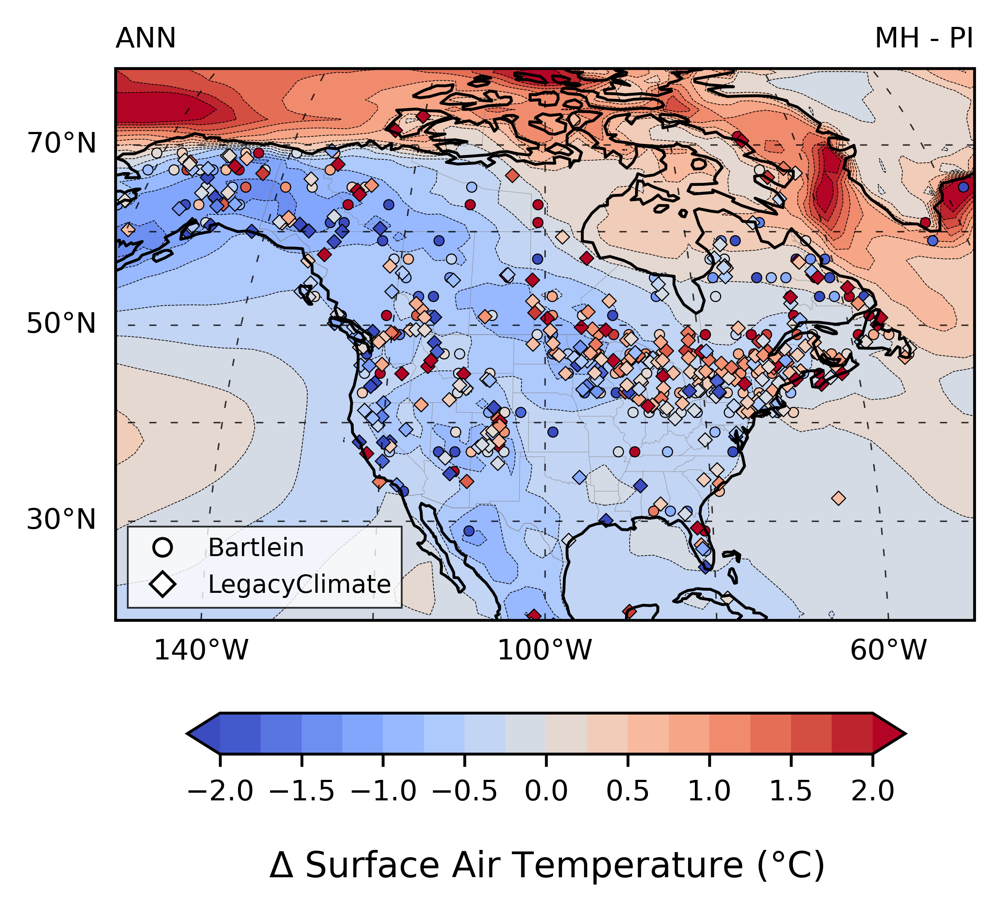 ANN MH - PI
70°N
50°N
30°N
Bartlein
LegacyClimate
140°W 100°W 60°W
−2.0 −1.5 −1.0 −0.5 0.0 0.5 1.0 1.5 2.0
Δ Surface Air Temperature (°C)